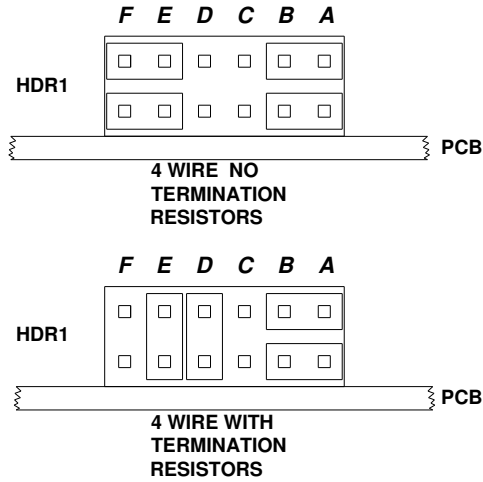 F E D C B A
HDR1
PCB
4 WIRE NO
TERMINATION
RESISTORS
F E D C B A
HDR1
PCB
4 WIRE WITH
TERMINATION
RESISTORS